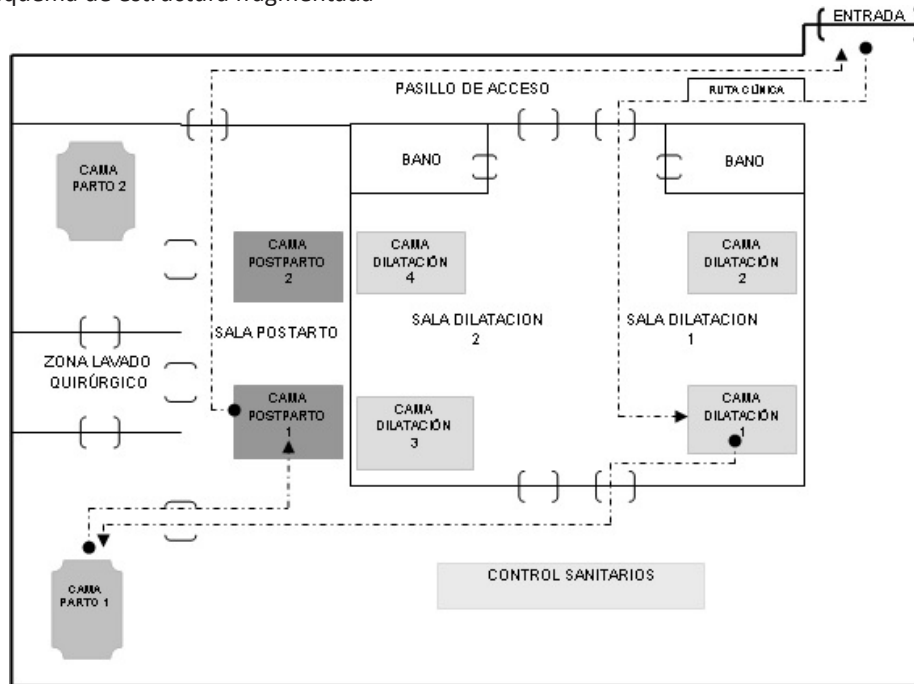 quema de estructura fragmentada
ENTRADA
PASILLO DE ACCESO
RUTA CLÍNICA
CAMA
PARTO 2
BANO
BANO
CAMA
POSTPARTO
2
CAMA
DILATACIÓN
4
CAMA
DILATACIÓN
2
SALA POSTARTO
SALA DILATACION
2
SALA DILATACION
1
ZONA LAVADO
QUIRÚRGICO
CAMA
POSTPARTO
1
CAMA
DILATACIÓN
3
CAMA
DILATACIÓN
1
CAMA
PARTO 1
CONTROL SANITARIOS